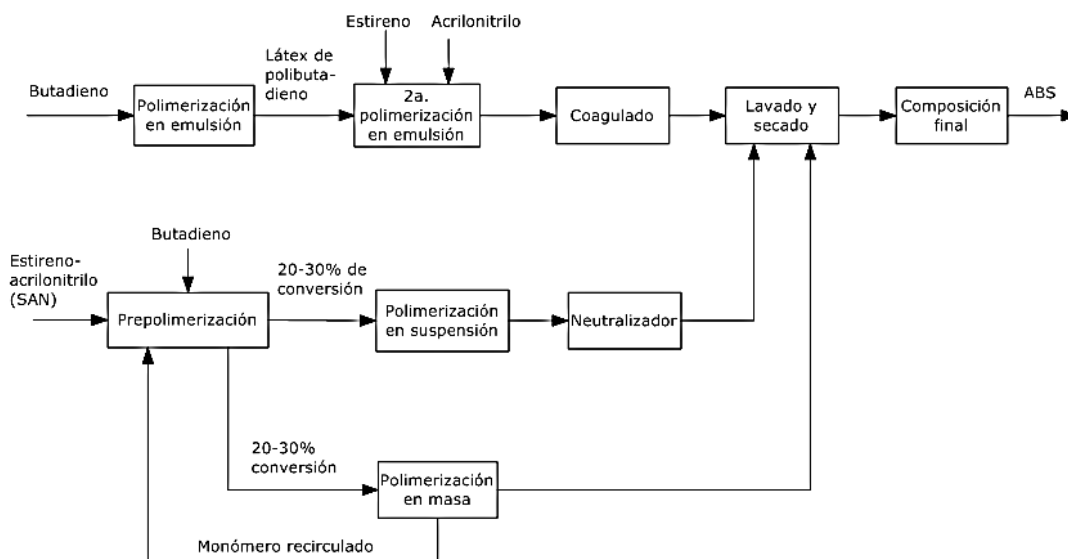 Estireno
Acrilonitrilo
Látex de
polibuta-
dieno
Butadieno
Polimerización
en emulsión
2a.
polimerización
en emulsión
Coagulado
Lavado y
secado
Composición
final
ABS
Butadieno
Estireno-
acrilonitrilo
(SAN)
20-30% de
conversión
Prepolimerización
Polimerización
en suspensión
Neutralizador
20-30%
conversión
Polimerización
en masa
Monómero recirculado